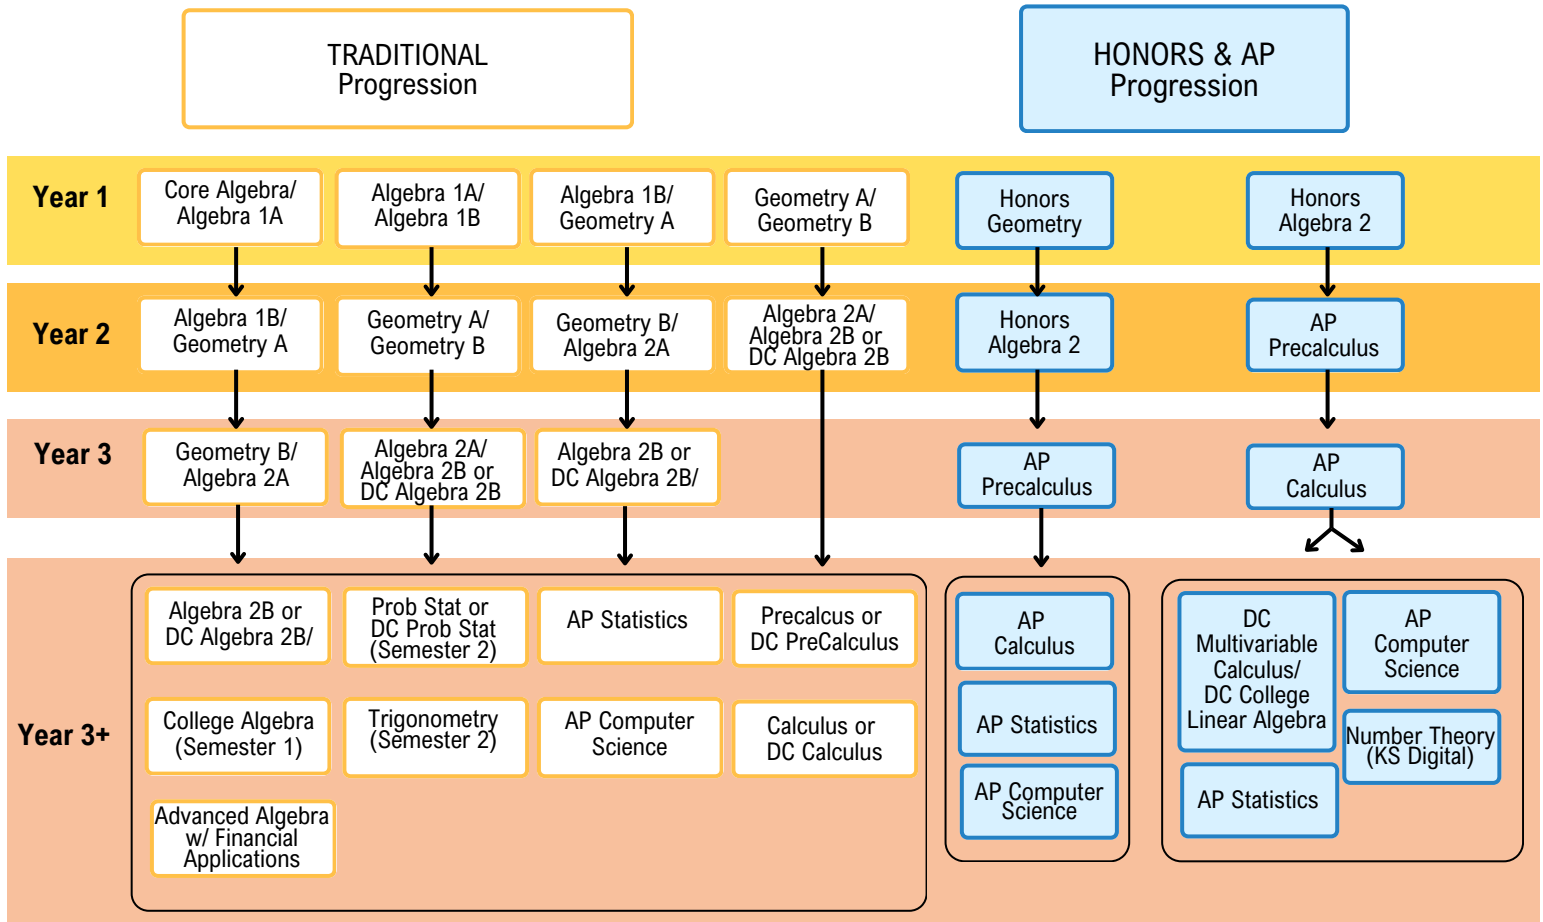 TRADITIONAL
Progression
HONORS & AP
Progression
Year 1
Core Algebra/
Algebra 1A
Algebra 1A/
Algebra 1B
Algebra 1B/
Geometry A
Geometry A/
Geometry B
Honors
Geometry
Honors
Algebra 2
Year 2
Algebra 1B/
Geometry A
Geometry A/
Geometry B
Geometry B/
Algebra 2A
Algebra 2A/
Algebra 2B or
DC Algebra 2B
Honors
Algebra 2
AP
Precalculus
Year 3
Geometry B/
Algebra 2A
Algebra 2A/
Algebra 2B or
DC Algebra 2B
Algebra 2B or
DC Algebra 2B/
AP
Precalculus
AP
Calculus
Year 3+
Algebra 2B or
DC Algebra 2B/
Prob Stat or
DC Prob Stat
(Semester 2)
AP Statistics
Precalcus or
DC PreCalculus
College Algebra
(Semester 1)
Trigonometry
(Semester 2)
AP Computer
Science
Calculus or
DC Calculus
Advanced Algebra
w/ Financial
Applications
AP
Calculus
AP Statistics
AP Computer
Science
DC
Multivariable
Calculus/
DC College
Linear Algebra
AP
Computer
Science
Number Theory
(KS Digital)
AP Statistics